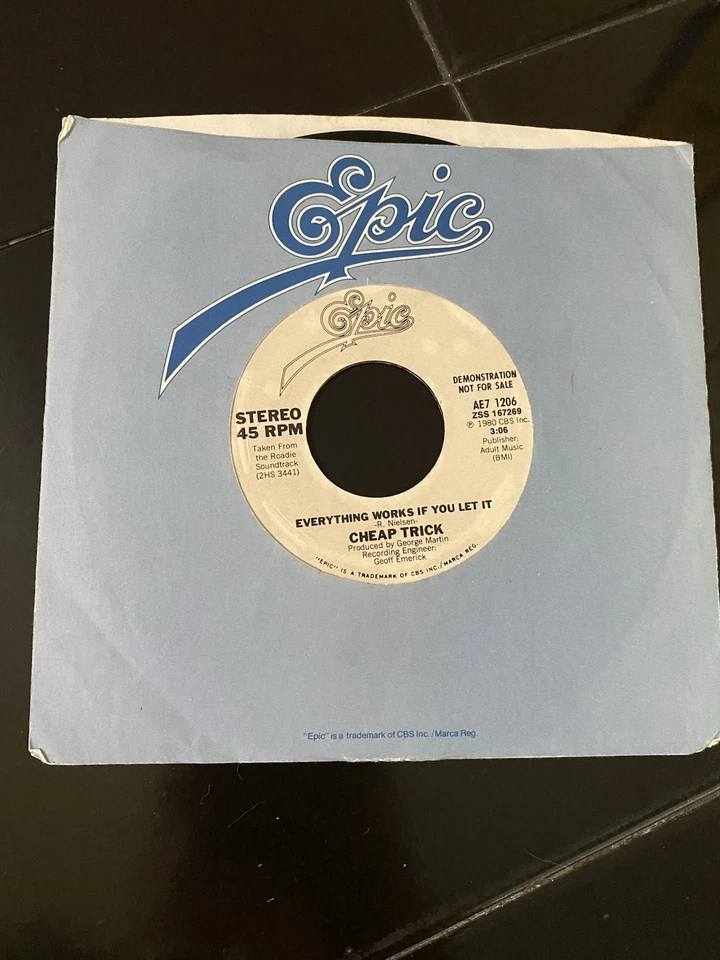 Epic
Epic
DEMONSTRATION
NOT FOR SALE
STEREO
45 RPM
AE7 1206
ZSS 167269
℗ 1980 CBS Inc.
3:06
Publisher:
Adult Music
(BMI)
Taken From
the Roadie
Soundtrack
(2HS 3441)
EVERYTHING WORKS IF YOU LET IT
-R. Nielsen-
CHEAP TRICK
Produced by George Martin
Recording Engineer:
Geoff Emerick
"EPIC" IS A TRADEMARK OF CBS INC./MARCA REG.
"Epic" is a trademark of CBS Inc./Marca Reg.